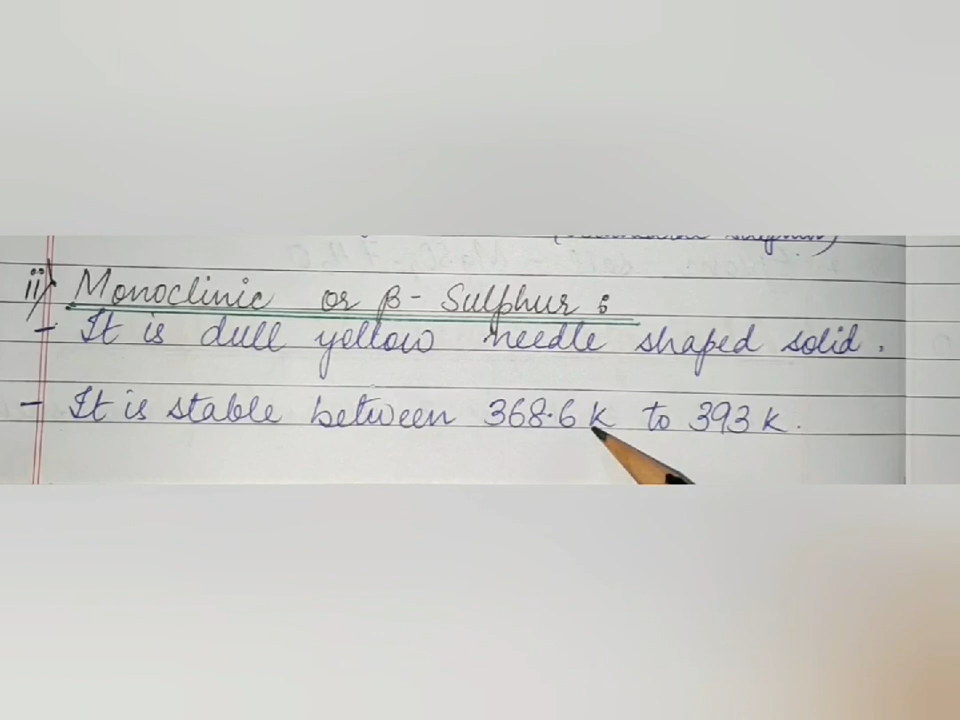 ii) Monoclinic or β- Sulphur :
- It is dull yellow needle shaped solid.
- It is stable between 368.6 k to 393 k.